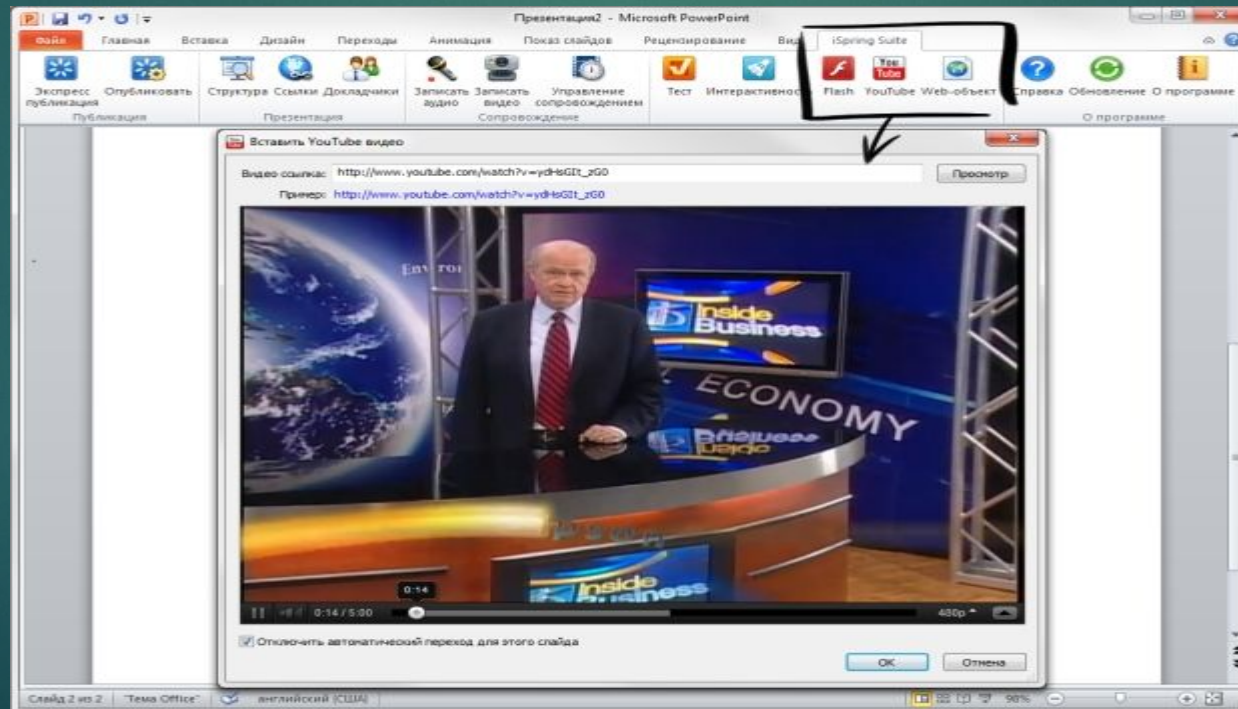 Презентация2 - Microsoft PowerPoint
Файл Главная Вставка Дизайн Переходы Анимация Показ слайдов Рецензирование Вид iSpring Suite
Экспресс публикация
Опубликовать
Структура
Ссылки
Докладчики
Записать аудио
Записать видео
Управление сопровождением
Тест
Интерактивность
Flash
YouTube
Web-объект
Справка
Обновление
О программе
Публикация
Презентация
Сопровождение
О программе
Вставить YouTube видео
Видео ссылка: http://www.youtube.com/watch?v=ydHsGIt_zG0 Просмотр
Пример: http://www.youtube.com/watch?v=ydHsGIt_zG0
Inside
Business
ECONOMY
Inside
Business
0:14
0:14 / 5:00 480p
Отключить автоматический переход для этого слайда
OK Отмена
Слайд 2 из 2 "Тема Office" английский (США) 98%